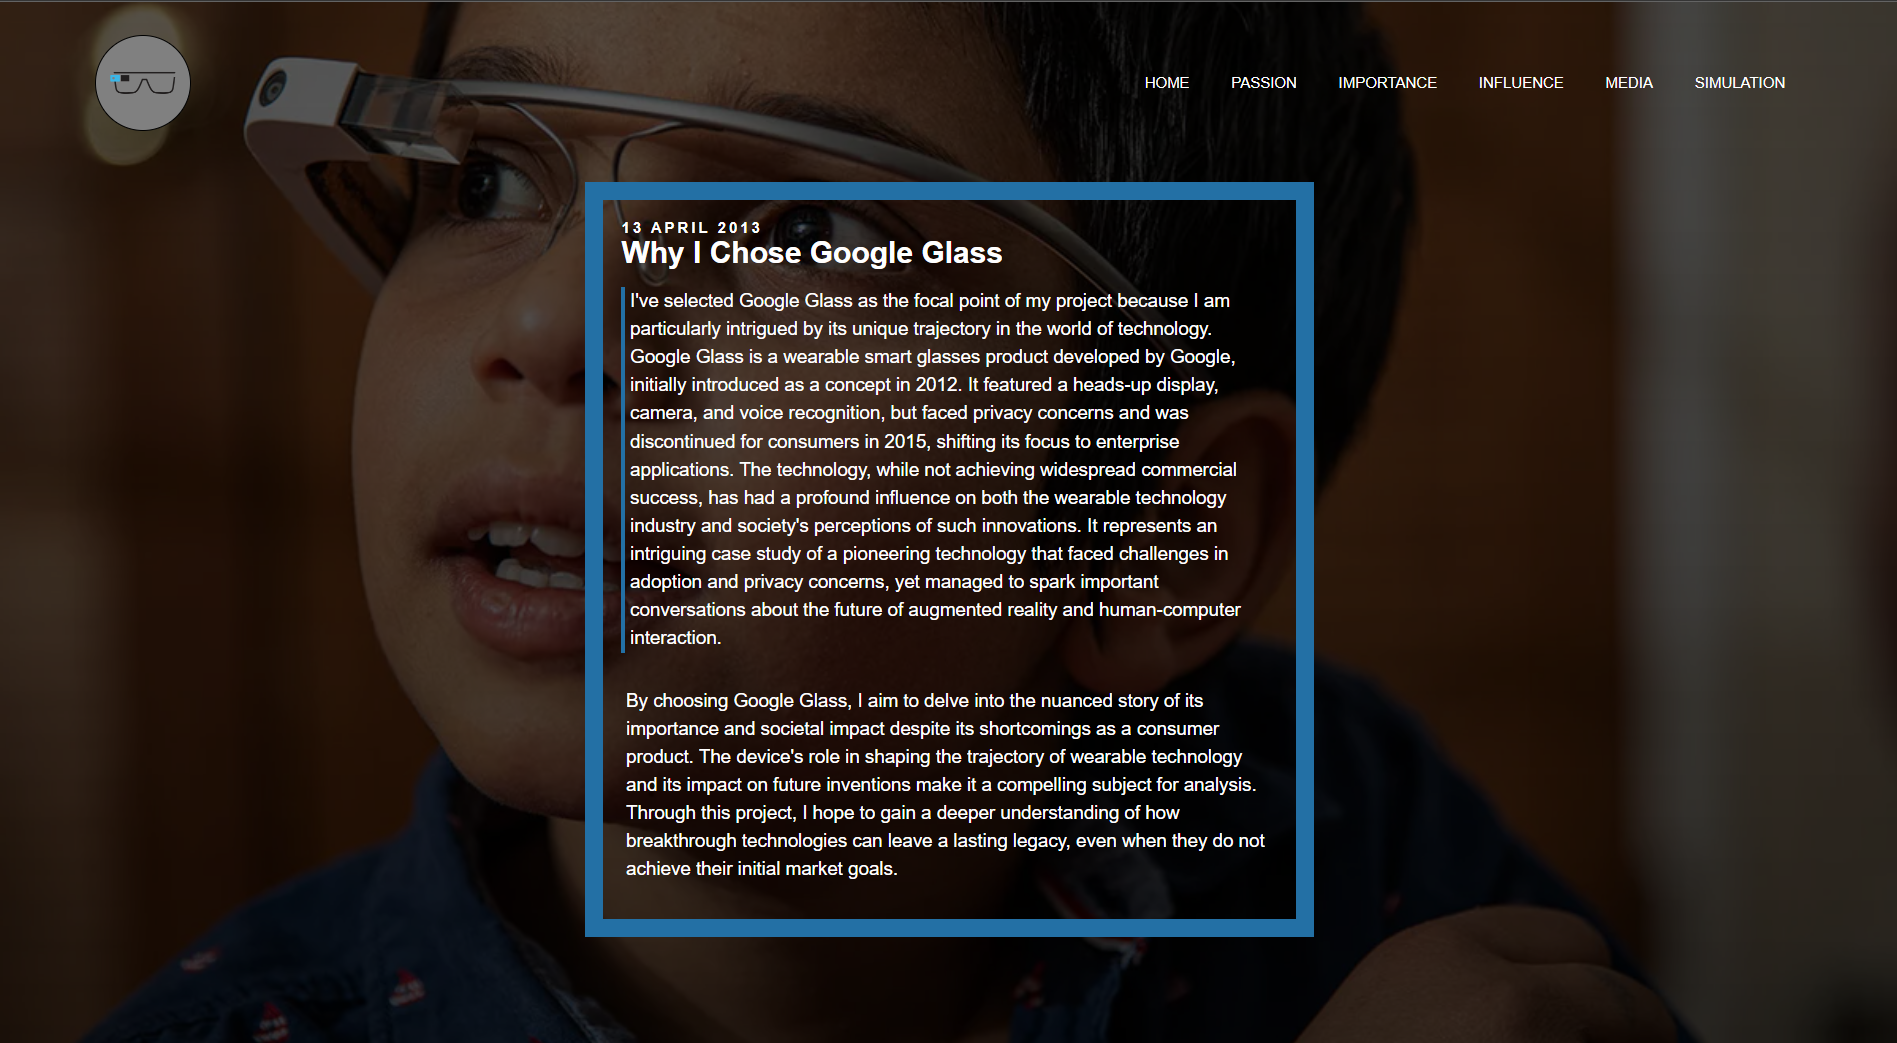 HOME PASSION IMPORTANCE INFLUENCE MEDIA SIMULATION
13 APRIL 2013
Why I Chose Google Glass
I've selected Google Glass as the focal point of my project because I am
particularly intrigued by its unique trajectory in the world of technology.
Google Glass is a wearable smart glasses product developed by Google,
initially introduced as a concept in 2012. It featured a heads-up display,
camera, and voice recognition, but faced privacy concerns and was
discontinued for consumers in 2015, shifting its focus to enterprise
applications. The technology, while not achieving widespread commercial
success, has had a profound influence on both the wearable technology
industry and society's perceptions of such innovations. It represents an
intriguing case study of a pioneering technology that faced challenges in
adoption and privacy concerns, yet managed to spark important
conversations about the future of augmented reality and human-computer
interaction.
By choosing Google Glass, I aim to delve into the nuanced story of its
importance and societal impact despite its shortcomings as a consumer
product. The device's role in shaping the trajectory of wearable technology
and its impact on future inventions make it a compelling subject for analysis.
Through this project, I hope to gain a deeper understanding of how
breakthrough technologies can leave a lasting legacy, even when they do not
achieve their initial market goals.